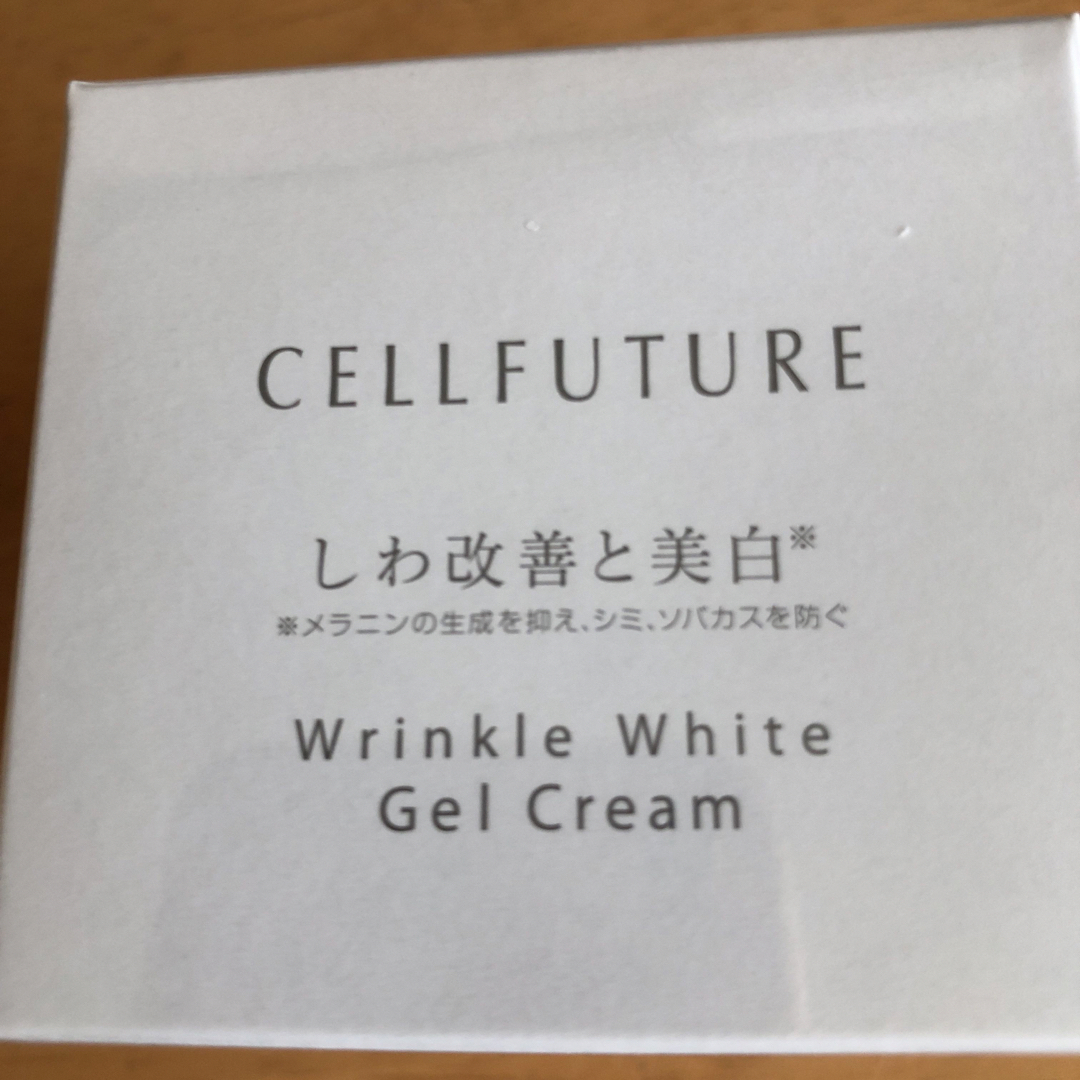 CELLFUTURE
しわ改善と美白※
※メラニンの生成を抑え、シミ、ソバカスを防ぐ
Wrinkle White
Gel Cream